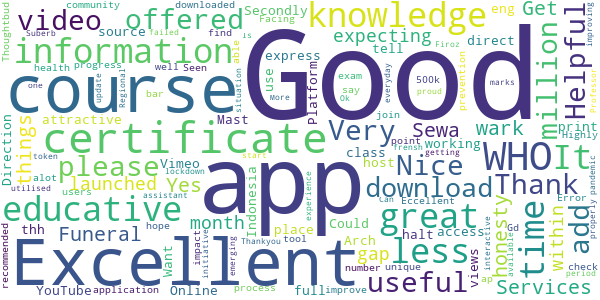 community downloaded
Thoughtbud video offered knowledge Get eng improving
Suberb failed source Secondly expecting direct
information Facing express tell million Helpful
health progress find is Firoz
update Seen well able use Platform exam say 500k everyday prevention
course Good
one Regional bar situation More Ok proud marks Professor
attractive Mast join
Direction things certificate Very Sewa wark print Highly
please Vimeo class working point trensh
token lockdown Nice host getting WHO It
launched Yes app download Thank
alot users start
utilised assistant Indonesia Can Eccellent Gd Error properly pandemic
educative month Could great access interactive time within honesty add
hope place
recommended thh Funeral Want impact initiative Thankyou tool experience Arch gap halt less views available check
emerging number unique period
Excellent YouTube application Online full improve useful ap Services
process